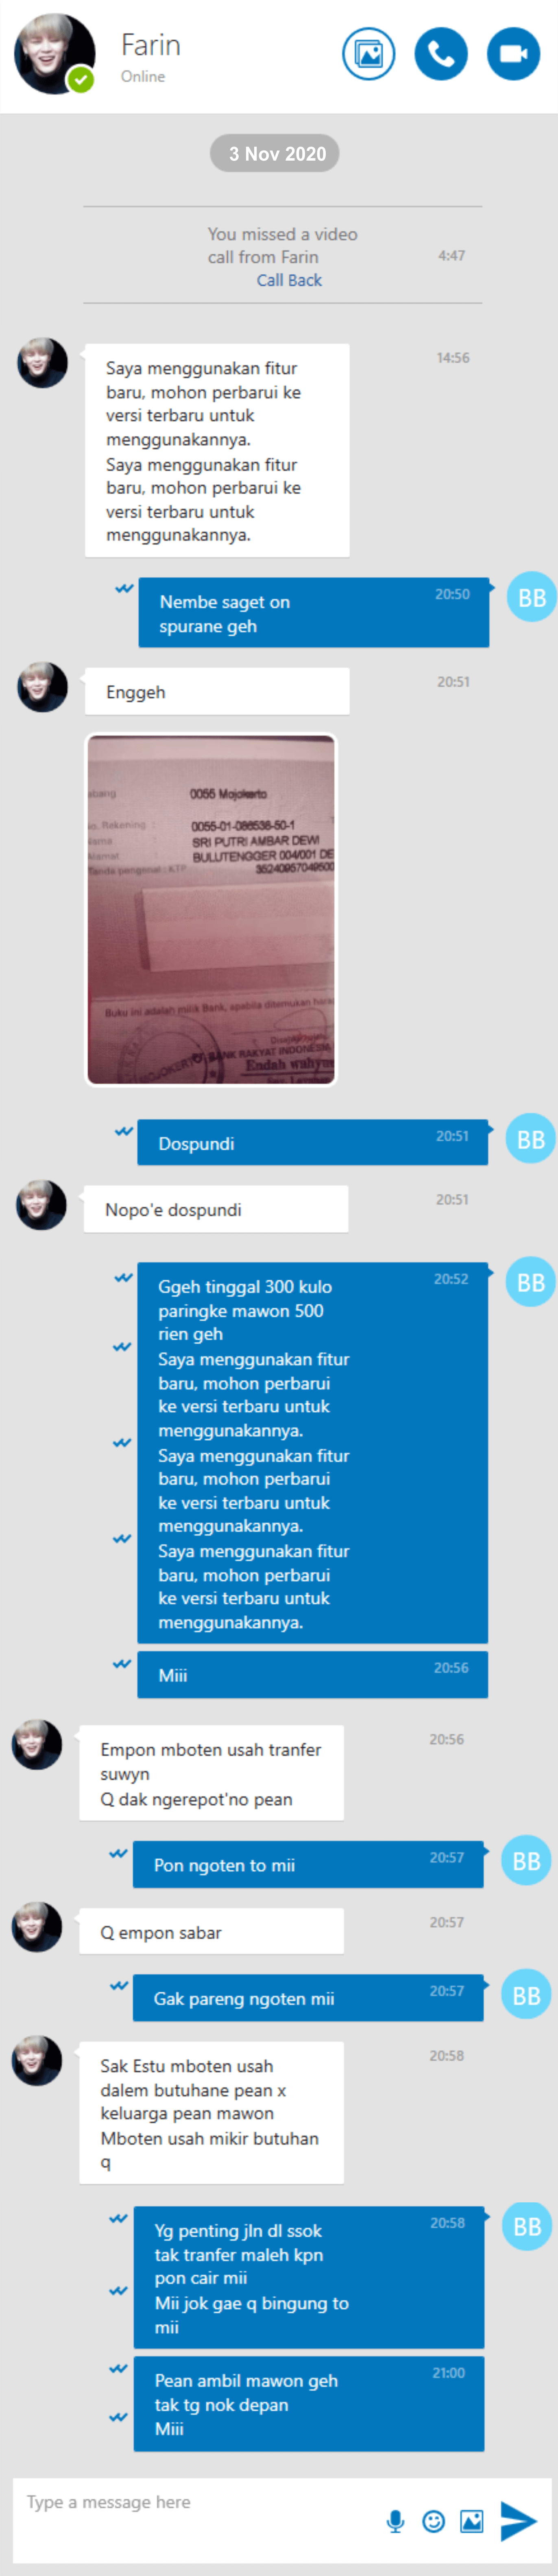 Farin
Online
3 Nov 2020
You missed a video
call from Farin
4:47
Call Back
14:56
Saya menggunakan fitur
baru, mohon perbarui ke
versi terbaru untuk
menggunakannya.
Saya menggunakan fitur
baru, mohon perbarui ke
versi terbaru untuk
menggunakannya.
20:50
BB
Nembe saget on
spurane geh
20:51
Enggeh
abang
0055 Mojokerto
o. Rekening :
0055-01-086536-50-1
Nama
SRI PUTRI AMBAR DEWI
Alamat
BULUTENGGER 004/001 DE
Tanda pengenal : KTP
Buku ini adalah milik Bank, apabila ditemukan
MOJOKERTO
BANK RAKYAT INDONESIA
Endah wahyu
20:51
BB
Dospundi
20:51
Nopo'e dospundi
20:52
BB
Ggeh tinggal 300 kulo
paringke mawon 500
rien geh
Saya menggunakan fitur
baru, mohon perbarui
ke versi terbaru untuk
menggunakannya.
Saya menggunakan fitur
baru, mohon perbarui
ke versi terbaru untuk
menggunakannya.
Saya menggunakan fitur
baru, mohon perbarui
ke versi terbaru untuk
menggunakannya.
20:56
Miii
20:56
Empon mboten usah tranfer
suwyn
Q dak ngerepot'no pean
20:57
BB
Pon ngoten to mii
20:57
Q empon sabar
20:57
BB
Gak pareng ngoten mii
20:58
Sak Estu mboten usah
dalem butuhane pean x
keluarga pean mawon
Mboten usah mikir butuhan
q
20:58
BB
Yg penting jln dl ssok
tak tranfer maleh kpn
pon cair mii
Mii jok gae q bingung to
mii
21:00
Pean ambil mawon geh
tak tg nok depan
Miii
Type a message here